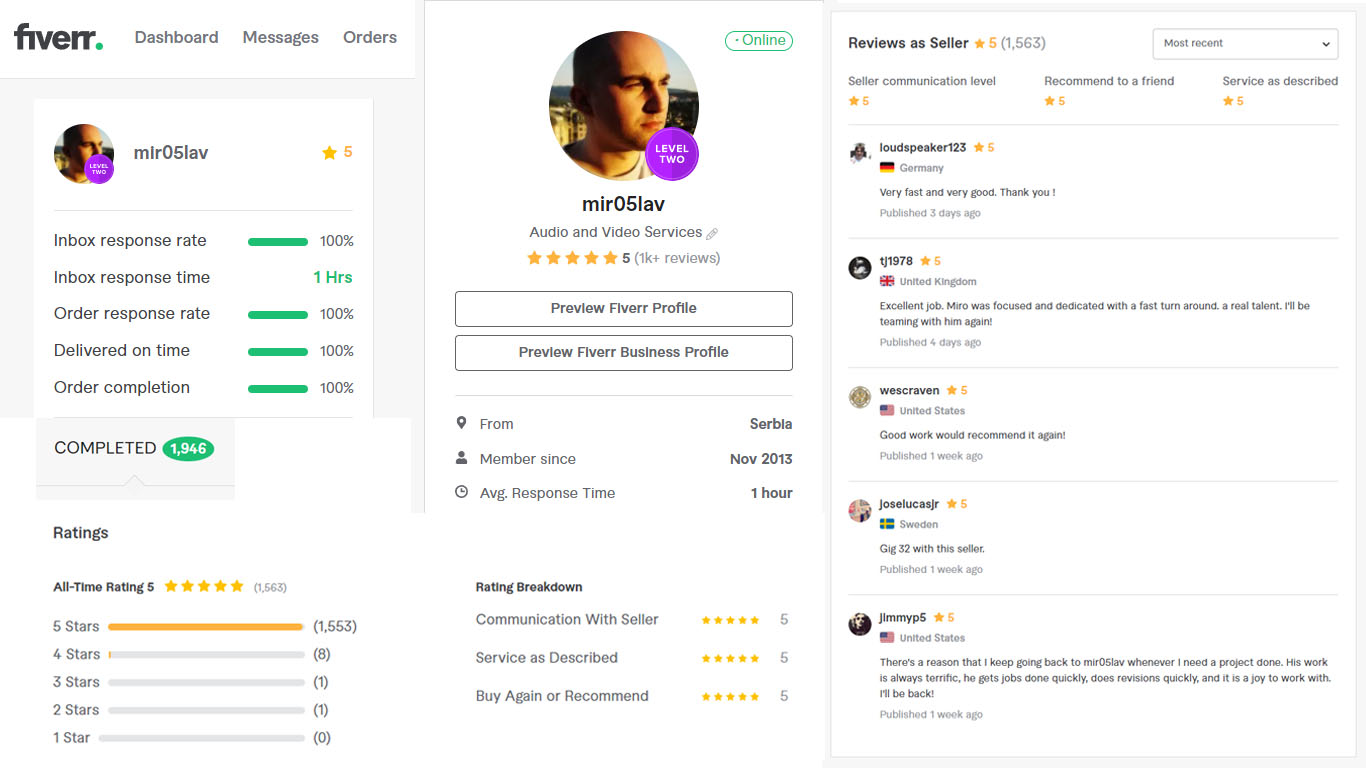 fiverr. Dashboard Messages Orders
mir05lav 5
LEVEL
TWO
Inbox response rate 100%
Inbox response time 1 Hrs
Order response rate 100%
Delivered on time 100%
Order completion 100%
COMPLETED 1,946
Ratings
All-Time Rating 5 (1,563)
5 Stars (1,553)
4 Stars (8)
3 Stars (1)
2 Stars (1)
1 Star (0)
· Online
LEVEL
TWO
mir05lav
Audio and Video Services
5 (1k+ reviews)
Preview Fiverr Profile
Preview Fiverr Business Profile
From Serbia
Member since Nov 2013
Avg. Response Time 1 hour
Rating Breakdown
Communication With Seller 5
Service as Described 5
Buy Again or Recommend 5
Reviews as Seller 5 (1,563) Most recent
Seller communication level Recommend to a friend Service as described
5 5 5
loudspeaker123 5
Germany
Very fast and very good. Thank you !
Published 3 days ago
tj1978 5
United Kingdom
Excellent job. Miro was focused and dedicated with a fast turn around. a real talent. I'll be
teaming with him again!
Published 4 days ago
wescraven 5
United States
Good work would recommend it again!
Published 1 week ago
joselucasjr 5
Sweden
Gig 32 with this seller.
Published 1 week ago
jimmyp5 5
United States
There's a reason that I keep going back to mir05lav whenever I need a project done. His work
is always terrific, he gets jobs done quickly, does revisions quickly, and it is a joy to work with.
I'll be back!
Published 1 week ago